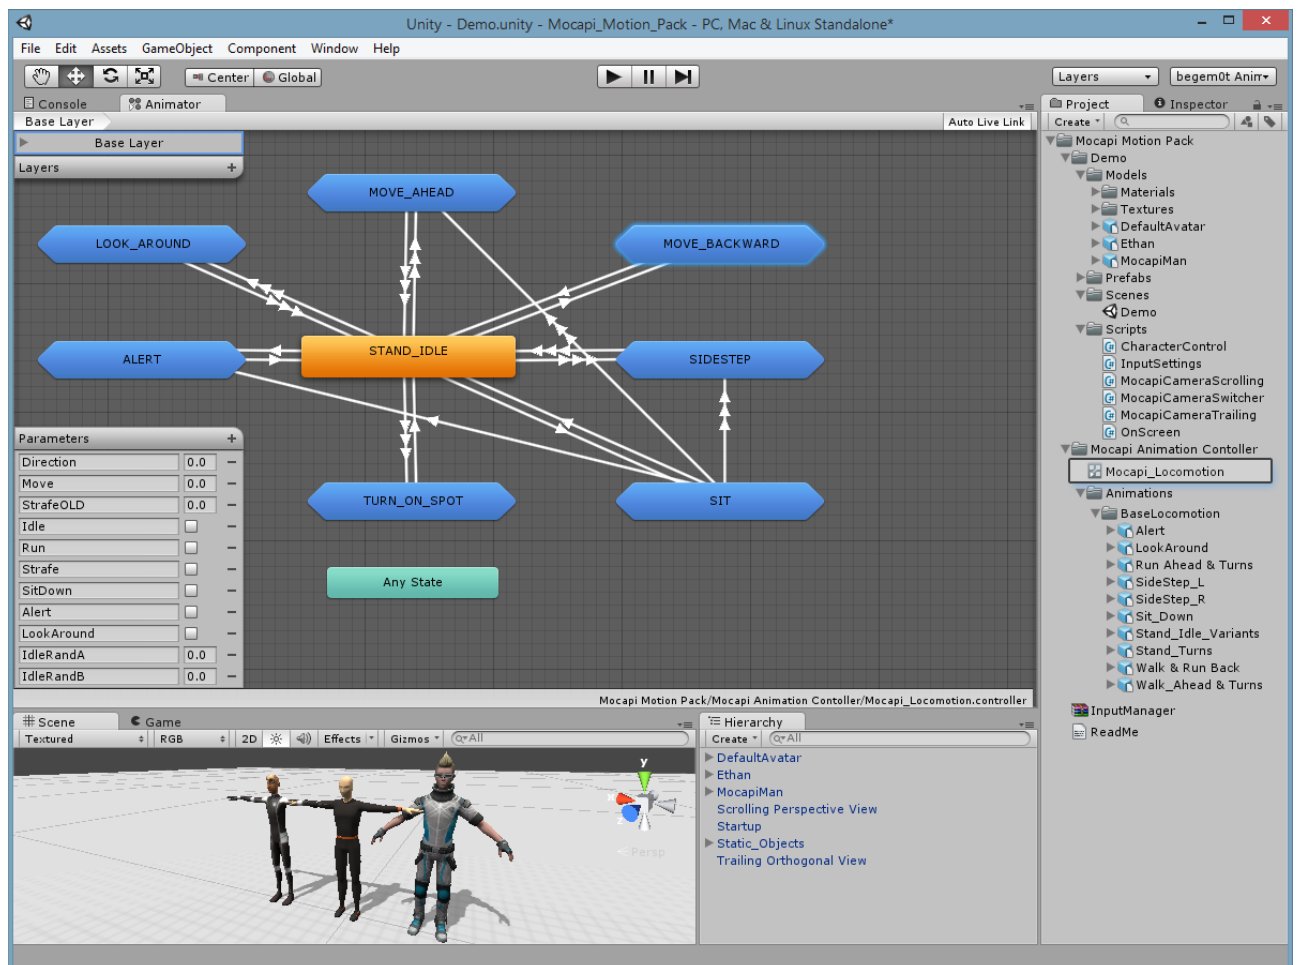 Unity - Demo.unity - Mocapi_Motion_Pack - PC, Mac & Linux Standalone*
File Edit Assets GameObject Component Window Help
Center Global
Layers
begem0t Anim
Console Animator
Base Layer
Auto Live Link
Base Layer
Layers
MOVE_AHEAD
LOOK_AROUND
MOVE_BACKWARD
STAND_IDLE
ALERT
SIDESTEP
TURN_ON_SPOT
SIT
Any State
Parameters
Direction 0.0
Move 0.0
StrafeOLD 0.0
Idle
Run
Strafe
SitDown
Alert
LookAround
IdleRandA 0.0
IdleRandB 0.0
Mocapi Motion Pack/Mocapi Animation Contoller/Mocapi_Locomotion.controller
Project Inspector
Create
Mocapi Motion Pack
Demo
Models
Materials
Textures
DefaultAvatar
Ethan
MocapiMan
Prefabs
Scenes
Demo
Scripts
CharacterControl
InputSettings
MocapiCameraScrolling
MocapiCameraSwitcher
MocapiCameraTrailing
OnScreen
Mocapi Animation Contoller
Mocapi_Locomotion
Animations
BaseLocomotion
Alert
LookAround
Run Ahead & Turns
SideStep_L
SideStep_R
Sit_Down
Stand_Idle_Variants
Stand_Turns
Walk & Run Back
Walk_Ahead & Turns
InputManager
ReadMe
Scene Game
Textured RGB 2D Effects Gizmos All
y
x
z
Persp
Hierarchy
Create All
DefaultAvatar
Ethan
MocapiMan
Scrolling Perspective View
Startup
Static_Objects
Trailing Orthogonal View